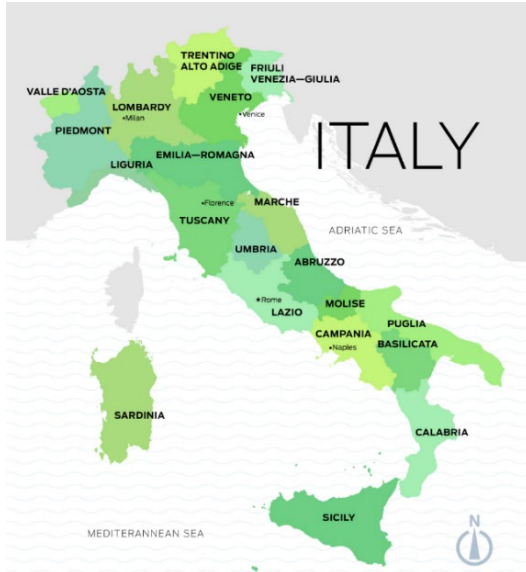 TRENTINO
ALTO ADIGE
FRIULI
VENEZIA—GIULIA
VALLE D'AOSTA
VENETO
LOMBARDY
•Milan
•Venice
PIEDMONT
ITALY
EMILIA—ROMAGNA
LIGURIA
•Florence
MARCHE
TUSCANY
ADRIATIC SEA
UMBRIA
ABRUZZO
•Rome
LAZIO
MOLISE
PUGLIA
CAMPANIA
•Naples
BASILICATA
SARDINIA
CALABRIA
SICILY
MEDITERANNEAN SEA
N